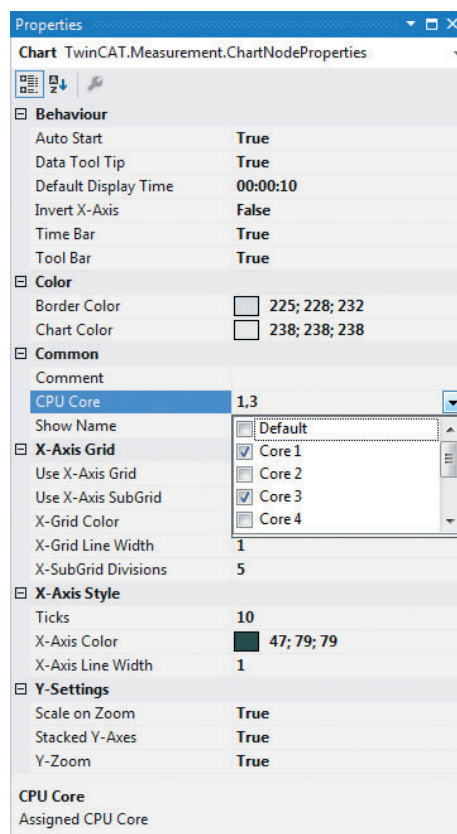 Properties
Chart TwinCAT.Measurement.ChartNodeProperties
Behaviour
Auto Start True
Data Tool Tip True
Default Display Time 00:00:10
Invert X-Axis False
Time Bar True
Tool Bar True
Color
Border Color 225; 228; 232
Chart Color 238; 238; 238
Common
Comment
CPU Core 1,3
Show Name Default
X-Axis Grid Core 1
Use X-Axis Grid Core 2
Use X-Axis SubGrid Core 3
X-Grid Color Core 4
X-Grid Line Width 1
X-SubGrid Divisions 5
X-Axis Style
Ticks 10
X-Axis Color 47; 79; 79
X-Axis Line Width 1
Y-Settings
Scale on Zoom True
Stacked Y-Axes True
Y-Zoom True
CPU Core
Assigned CPU Core